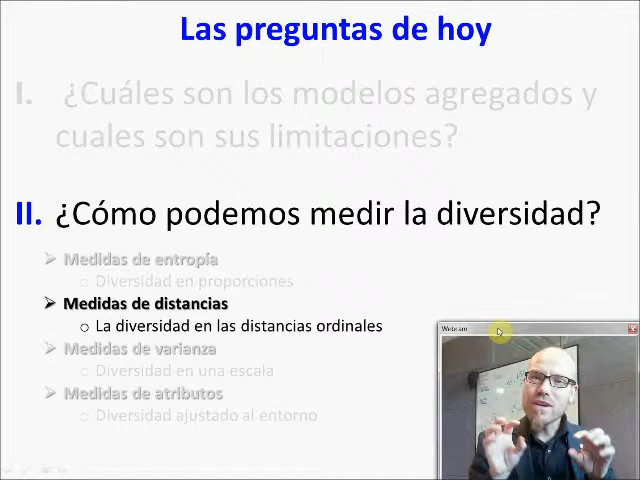 Las preguntas de hoy
I. ¿Cuáles son los modelos agregados y
cuales son sus limitaciones?
II. ¿Cómo podemos medir la diversidad?
Medidas de entropía
Diversidad en proporciones
Medidas de distancias
La diversidad en las distancias ordinales
Medidas de varianza
Diversidad en una escala
Medidas de atributos
Diversidad ajustado al entorno
Webcam